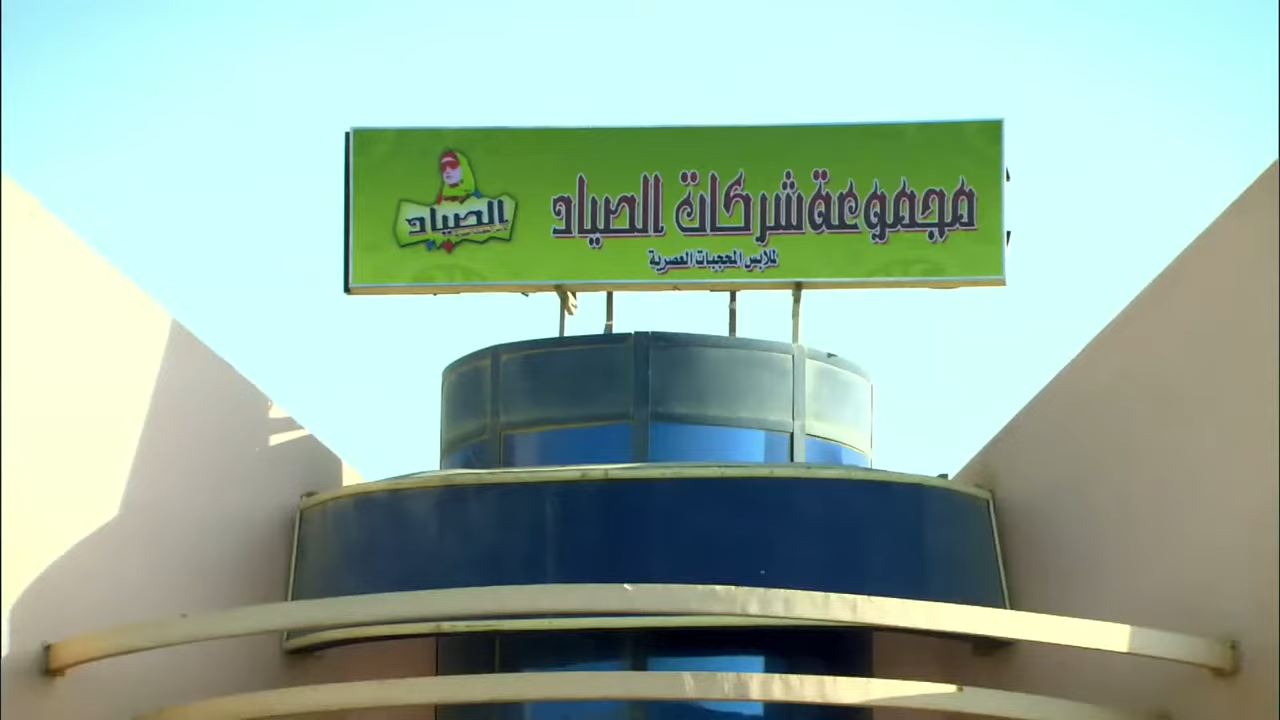 مجموعة شركات الصياد
لملابس المحجبات العصرية
الصياد